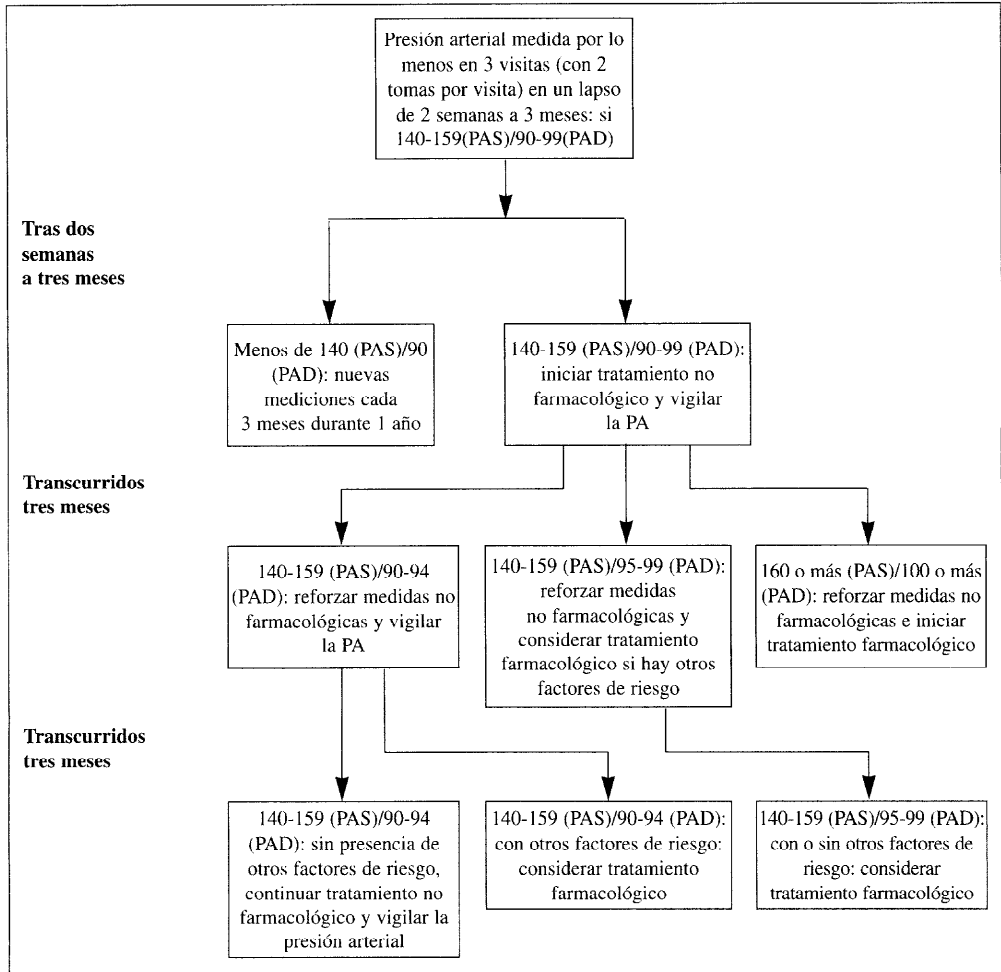 Presión arterial medida por lo
menos en 3 visitas (con 2
tomas por visita) en un lapso
de 2 semanas a 3 meses: si
140-159(PAS)/90-99(PAD)
Tras dos
semanas
a tres meses
Menos de 140 (PAS)/90
(PAD): nuevas
mediciones cada
3 meses durante 1 año
140-159 (PAS)/90-99 (PAD):
iniciar tratamiento no
farmacológico y vigilar
la PA
Transcurridos
tres meses
140-159 (PAS)/90-94
(PAD): reforzar medidas no
farmacológicas y vigilar
la PA
140-159 (PAS)/95-99 (PAD):
reforzar medidas
no farmacológicas y
considerar tratamiento
farmacológico si hay otros
factores de riesgo
160 o más (PAS)/100 o más
(PAD): reforzar medidas no
farmacológicas e iniciar
tratamiento farmacológico
Transcurridos
tres meses
140-159 (PAS)/90-94
(PAD): sin presencia de
otros factores de riesgo,
continuar tratamiento no
farmacológico y vigilar la
presión arterial
140-159 (PAS)/90-94 (PAD):
con otros factores de riesgo:
considerar tratamiento
farmacológico
140-159 (PAS)/95-99 (PAD):
con o sin otros factores de
riesgo: considerar
tratamiento farmacológico